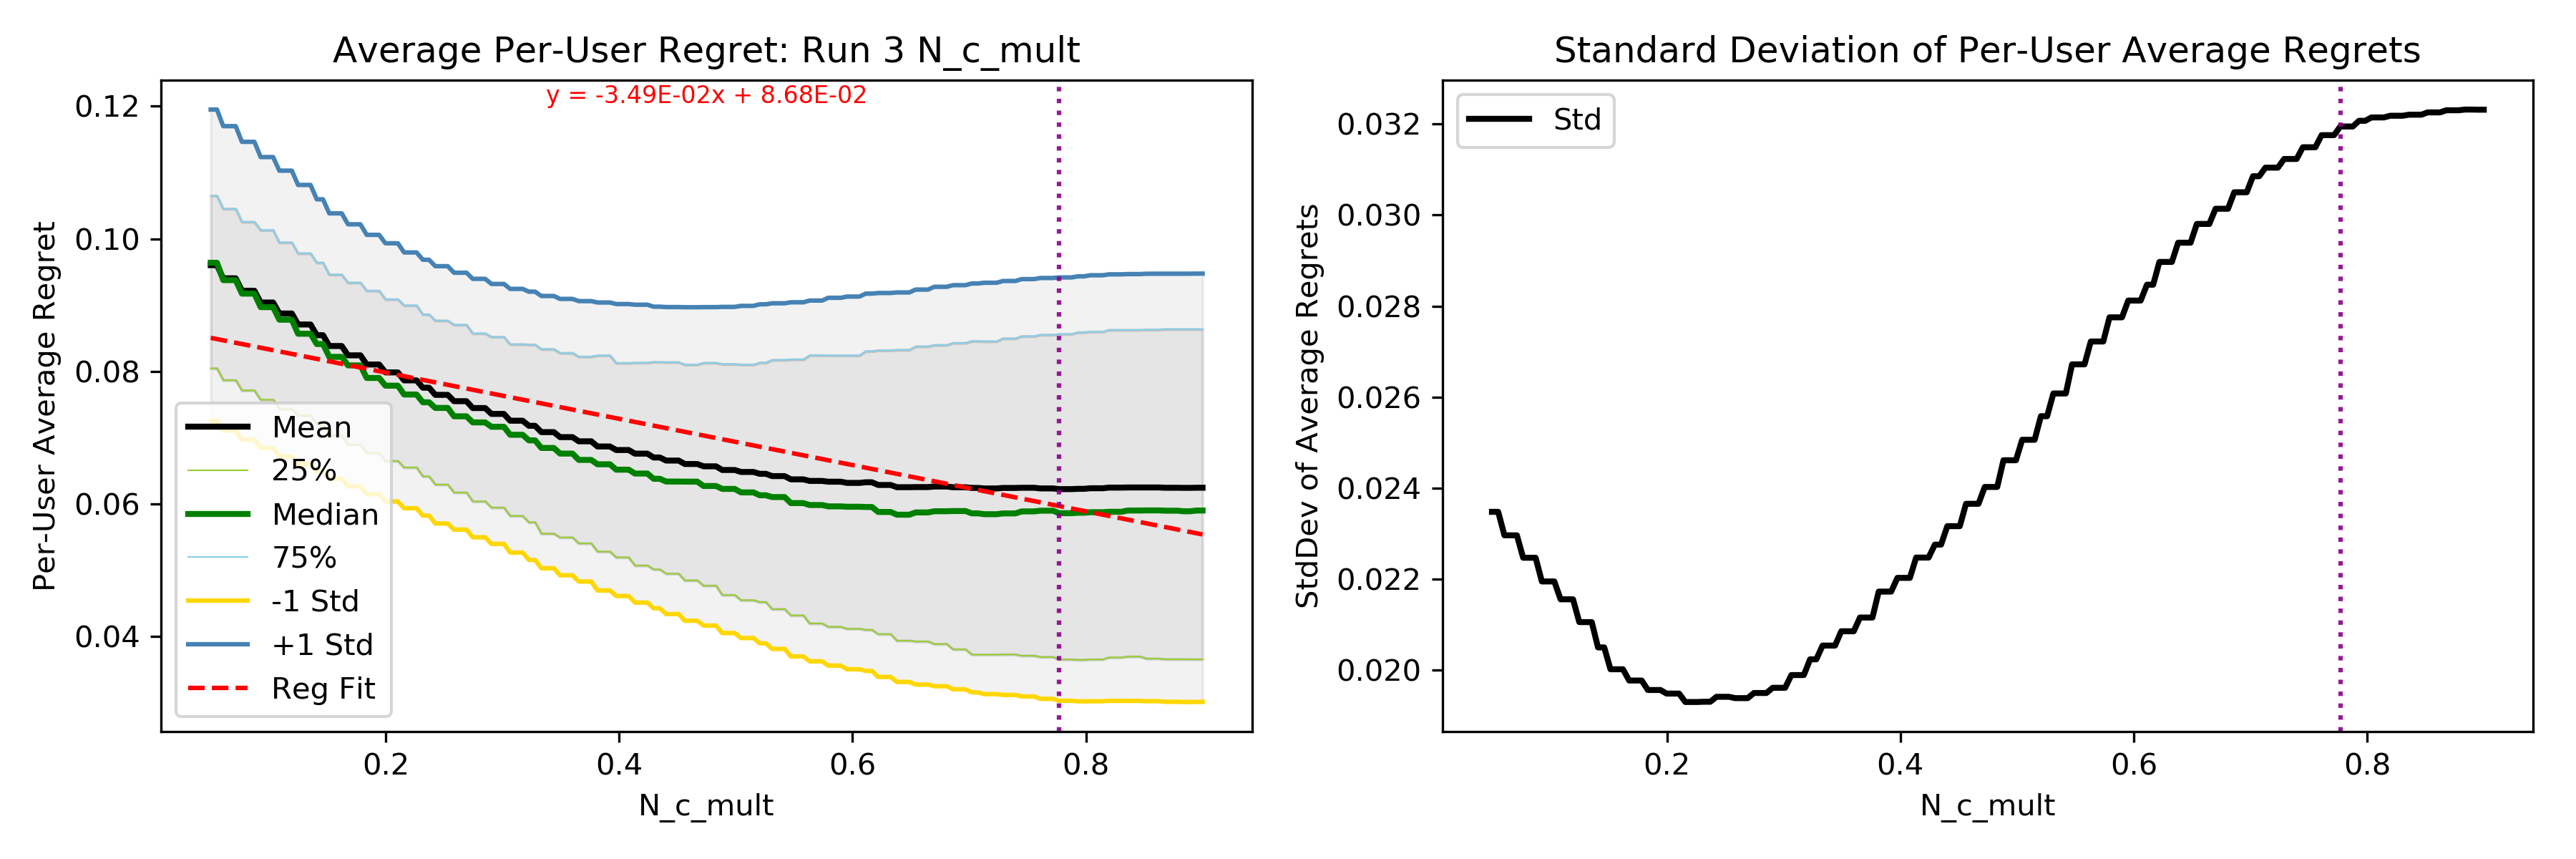 Average Per-User Regret: Run 3 N_c_mult
y = -3.49E-02x + 8.68E-02
0.12
0.10
0.08
0.06
0.04
Per-User Average Regret
Mean
25%
Median
75%
-1 Std
+1 Std
Reg Fit
0.2
0.4
0.6
0.8
N_c_mult
Standard Deviation of Per-User Average Regrets
Std
0.032
0.030
0.028
0.026
0.024
0.022
0.020
StdDev of Average Regrets
0.2
0.4
0.6
0.8
N_c_mult